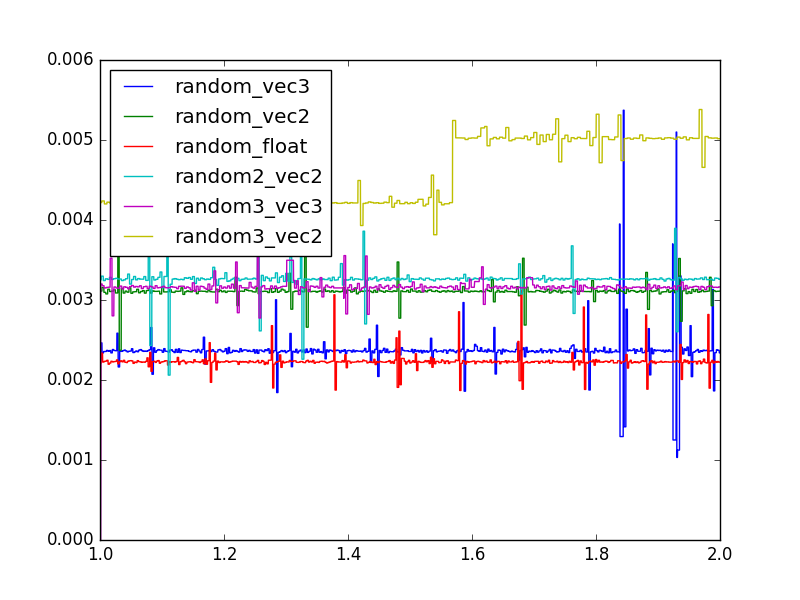 0.006
0.005
0.004
0.003
0.002
0.001
0.000
random_vec3
random_vec2
random_float
random2_vec2
random3_vec3
random3_vec2
1.0 1.2 1.4 1.6 1.8 2.0